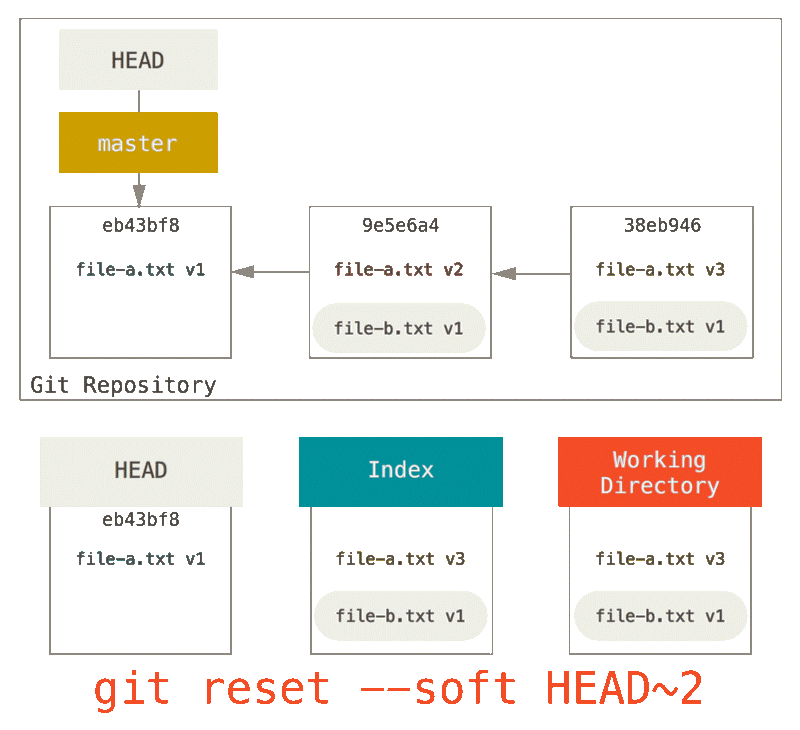 HEAD
master
eb43bf8
file-a.txt v1
9e5e6a4
file-a.txt v2
file-b.txt v1
38eb946
file-a.txt v3
file-b.txt v1
Git Repository
HEAD
eb43bf8
file-a.txt v1
Index
file-a.txt v3
file-b.txt v1
Working
Directory
file-a.txt v3
file-b.txt v1
git reset --soft HEAD~2